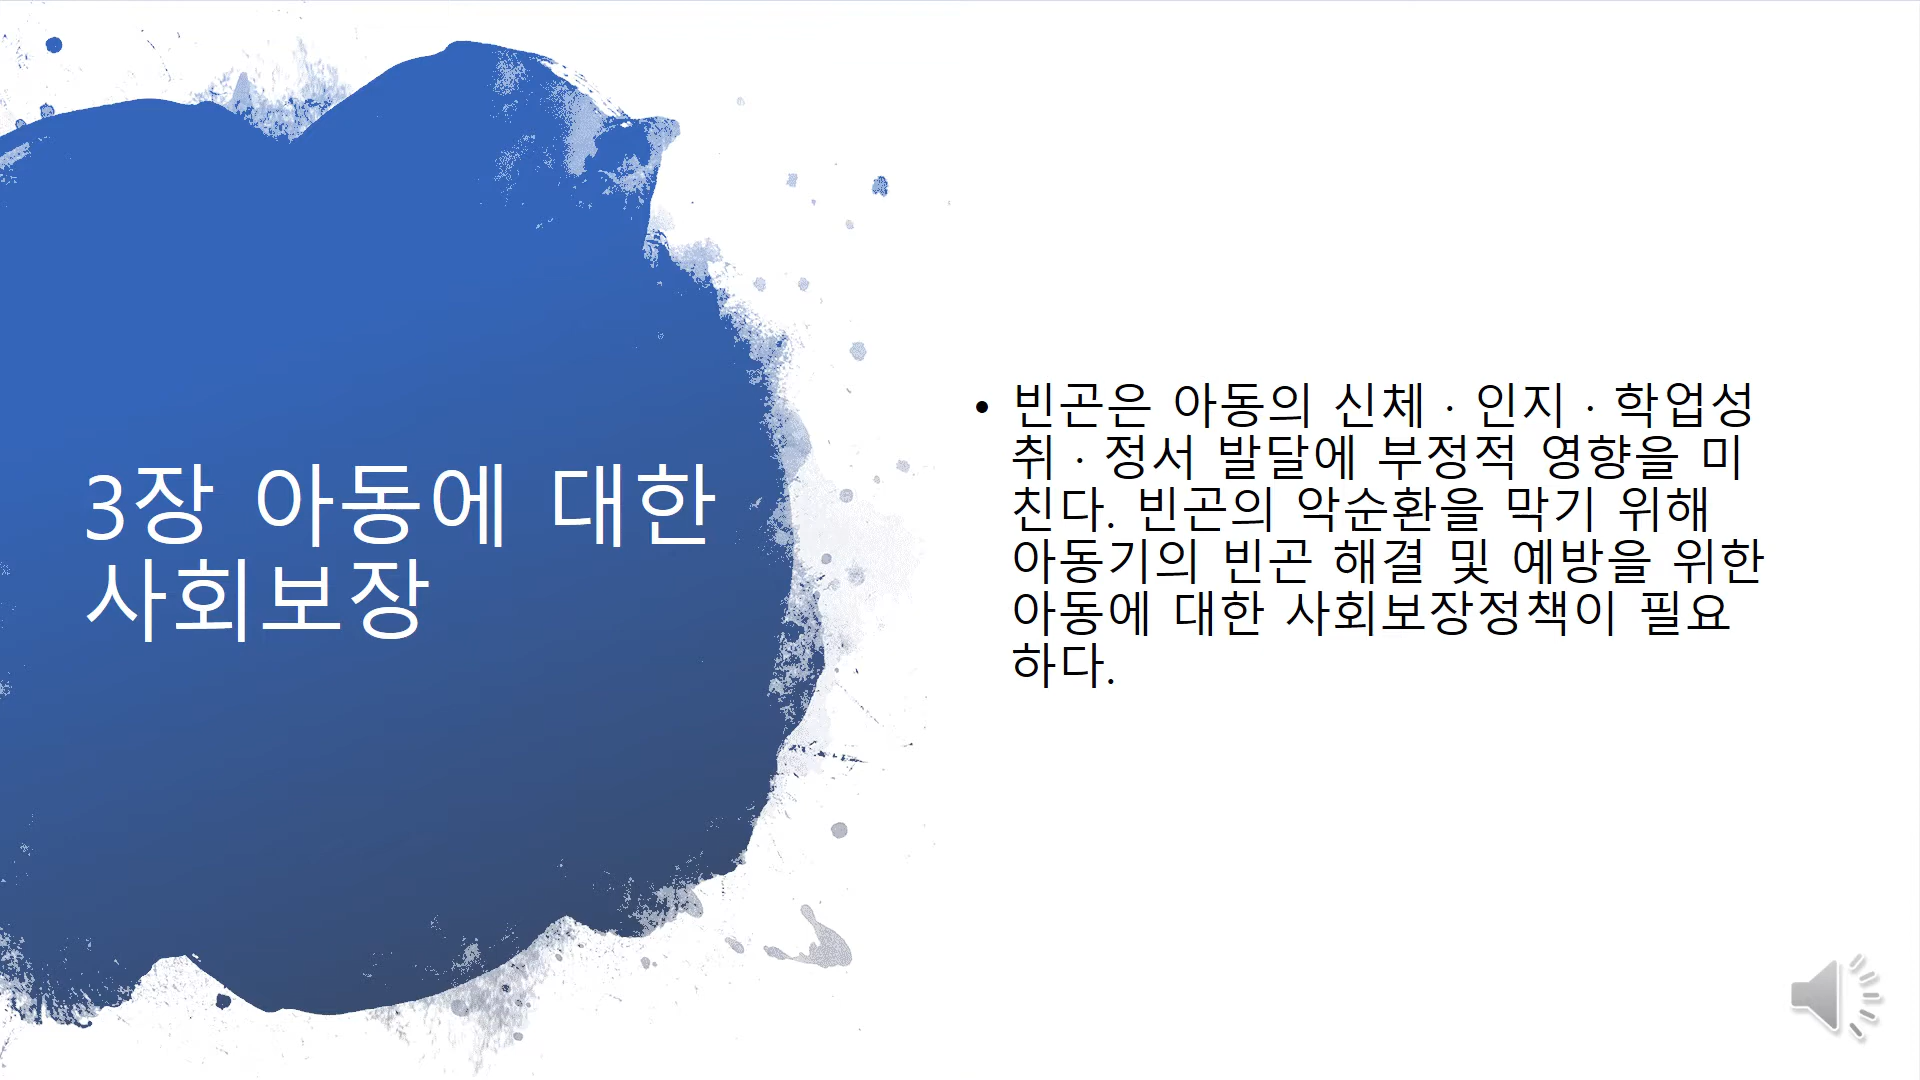 3장 아동에 대한
사회보장
• 빈곤은 아동의 신체 · 인지 · 학업성
취 · 정서 발달에 부정적 영향을 미
친다. 빈곤의 악순환을 막기 위해
아동기의 빈곤 해결 및 예방을 위한
아동에 대한 사회보장정책이 필요
하다.